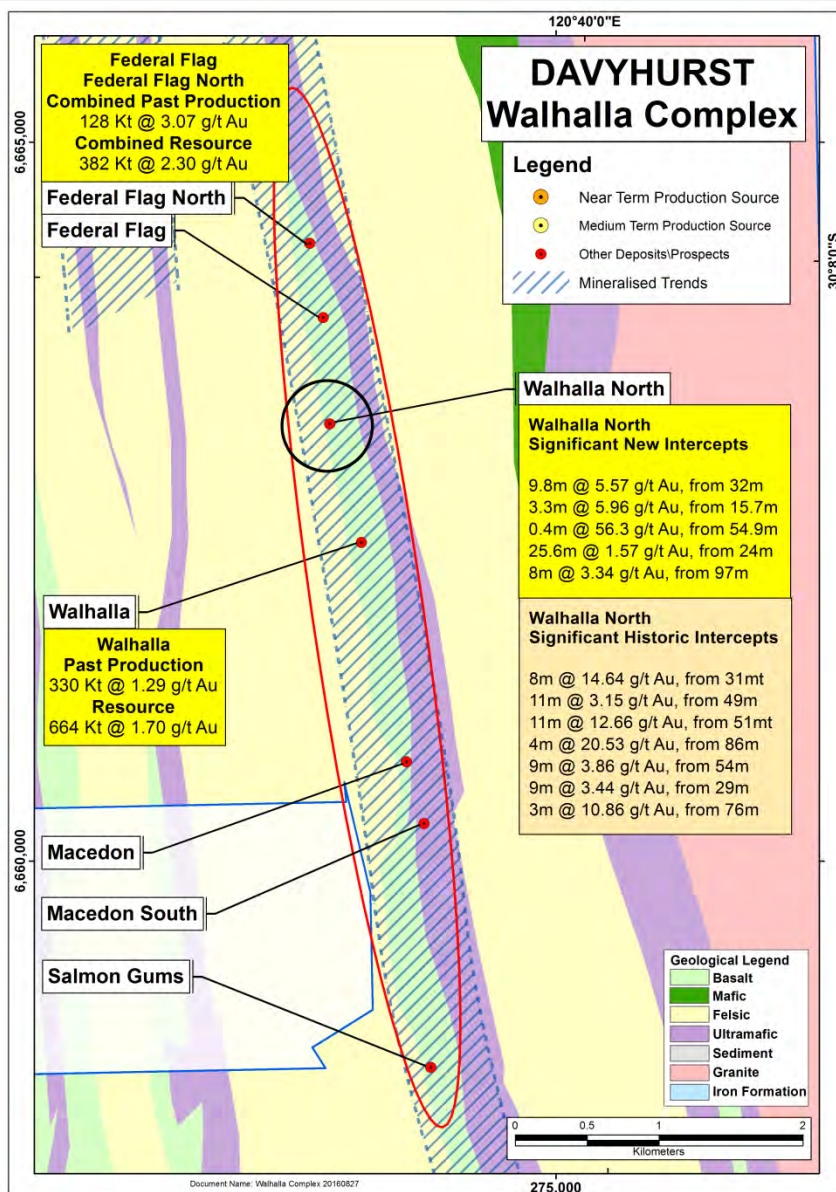 120°40'0"E
DAVYHURST
Walhalla Complex
Federal Flag
Federal Flag North
Combined Past Production
128 Kt @ 3.07 g/t Au
Combined Resource
382 Kt @ 2.30 g/t Au
6,665,000
Legend
Near Term Production Source
Medium Term Production Source
Other Deposits\Prospects
Mineralised Trends
30°8'0"S
Federal Flag North
Federal Flag
Walhalla North
Walhalla North
Significant New Intercepts
9.8m @ 5.57 g/t Au, from 32m
3.3m @ 5.96 g/t Au, from 15.7m
0.4m @ 56.3 g/t Au, from 54.9m
25.6m @ 1.57 g/t Au, from 24m
8m @ 3.34 g/t Au, from 97m
Walhalla North
Significant Historic Intercepts
8m @ 14.64 g/t Au, from 31mt
11m @ 3.15 g/t Au, from 49m
11m @ 12.66 g/t Au, from 51mt
4m @ 20.53 g/t Au, from 86m
9m @ 3.86 g/t Au, from 54m
9m @ 3.44 g/t Au, from 29m
3m @ 10.86 g/t Au, from 76m
Walhalla
Walhalla
Past Production
330 Kt @ 1.29 g/t Au
Resource
664 Kt @ 1.70 g/t Au
Macedon
6,660,000
Macedon South
Salmon Gums
Geological Legend
Basalt
Mafic
Felsic
Ultramafic
Sediment
Granite
Iron Formation
0 0.5 1 2
Kilometers
Document Name: Walhalla Complex 20160827
275,000